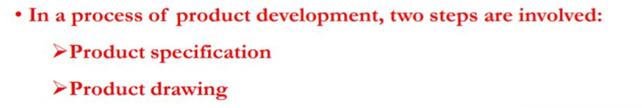 • In a process of product development, two steps are involved:
➢Product specification
➢Product drawing